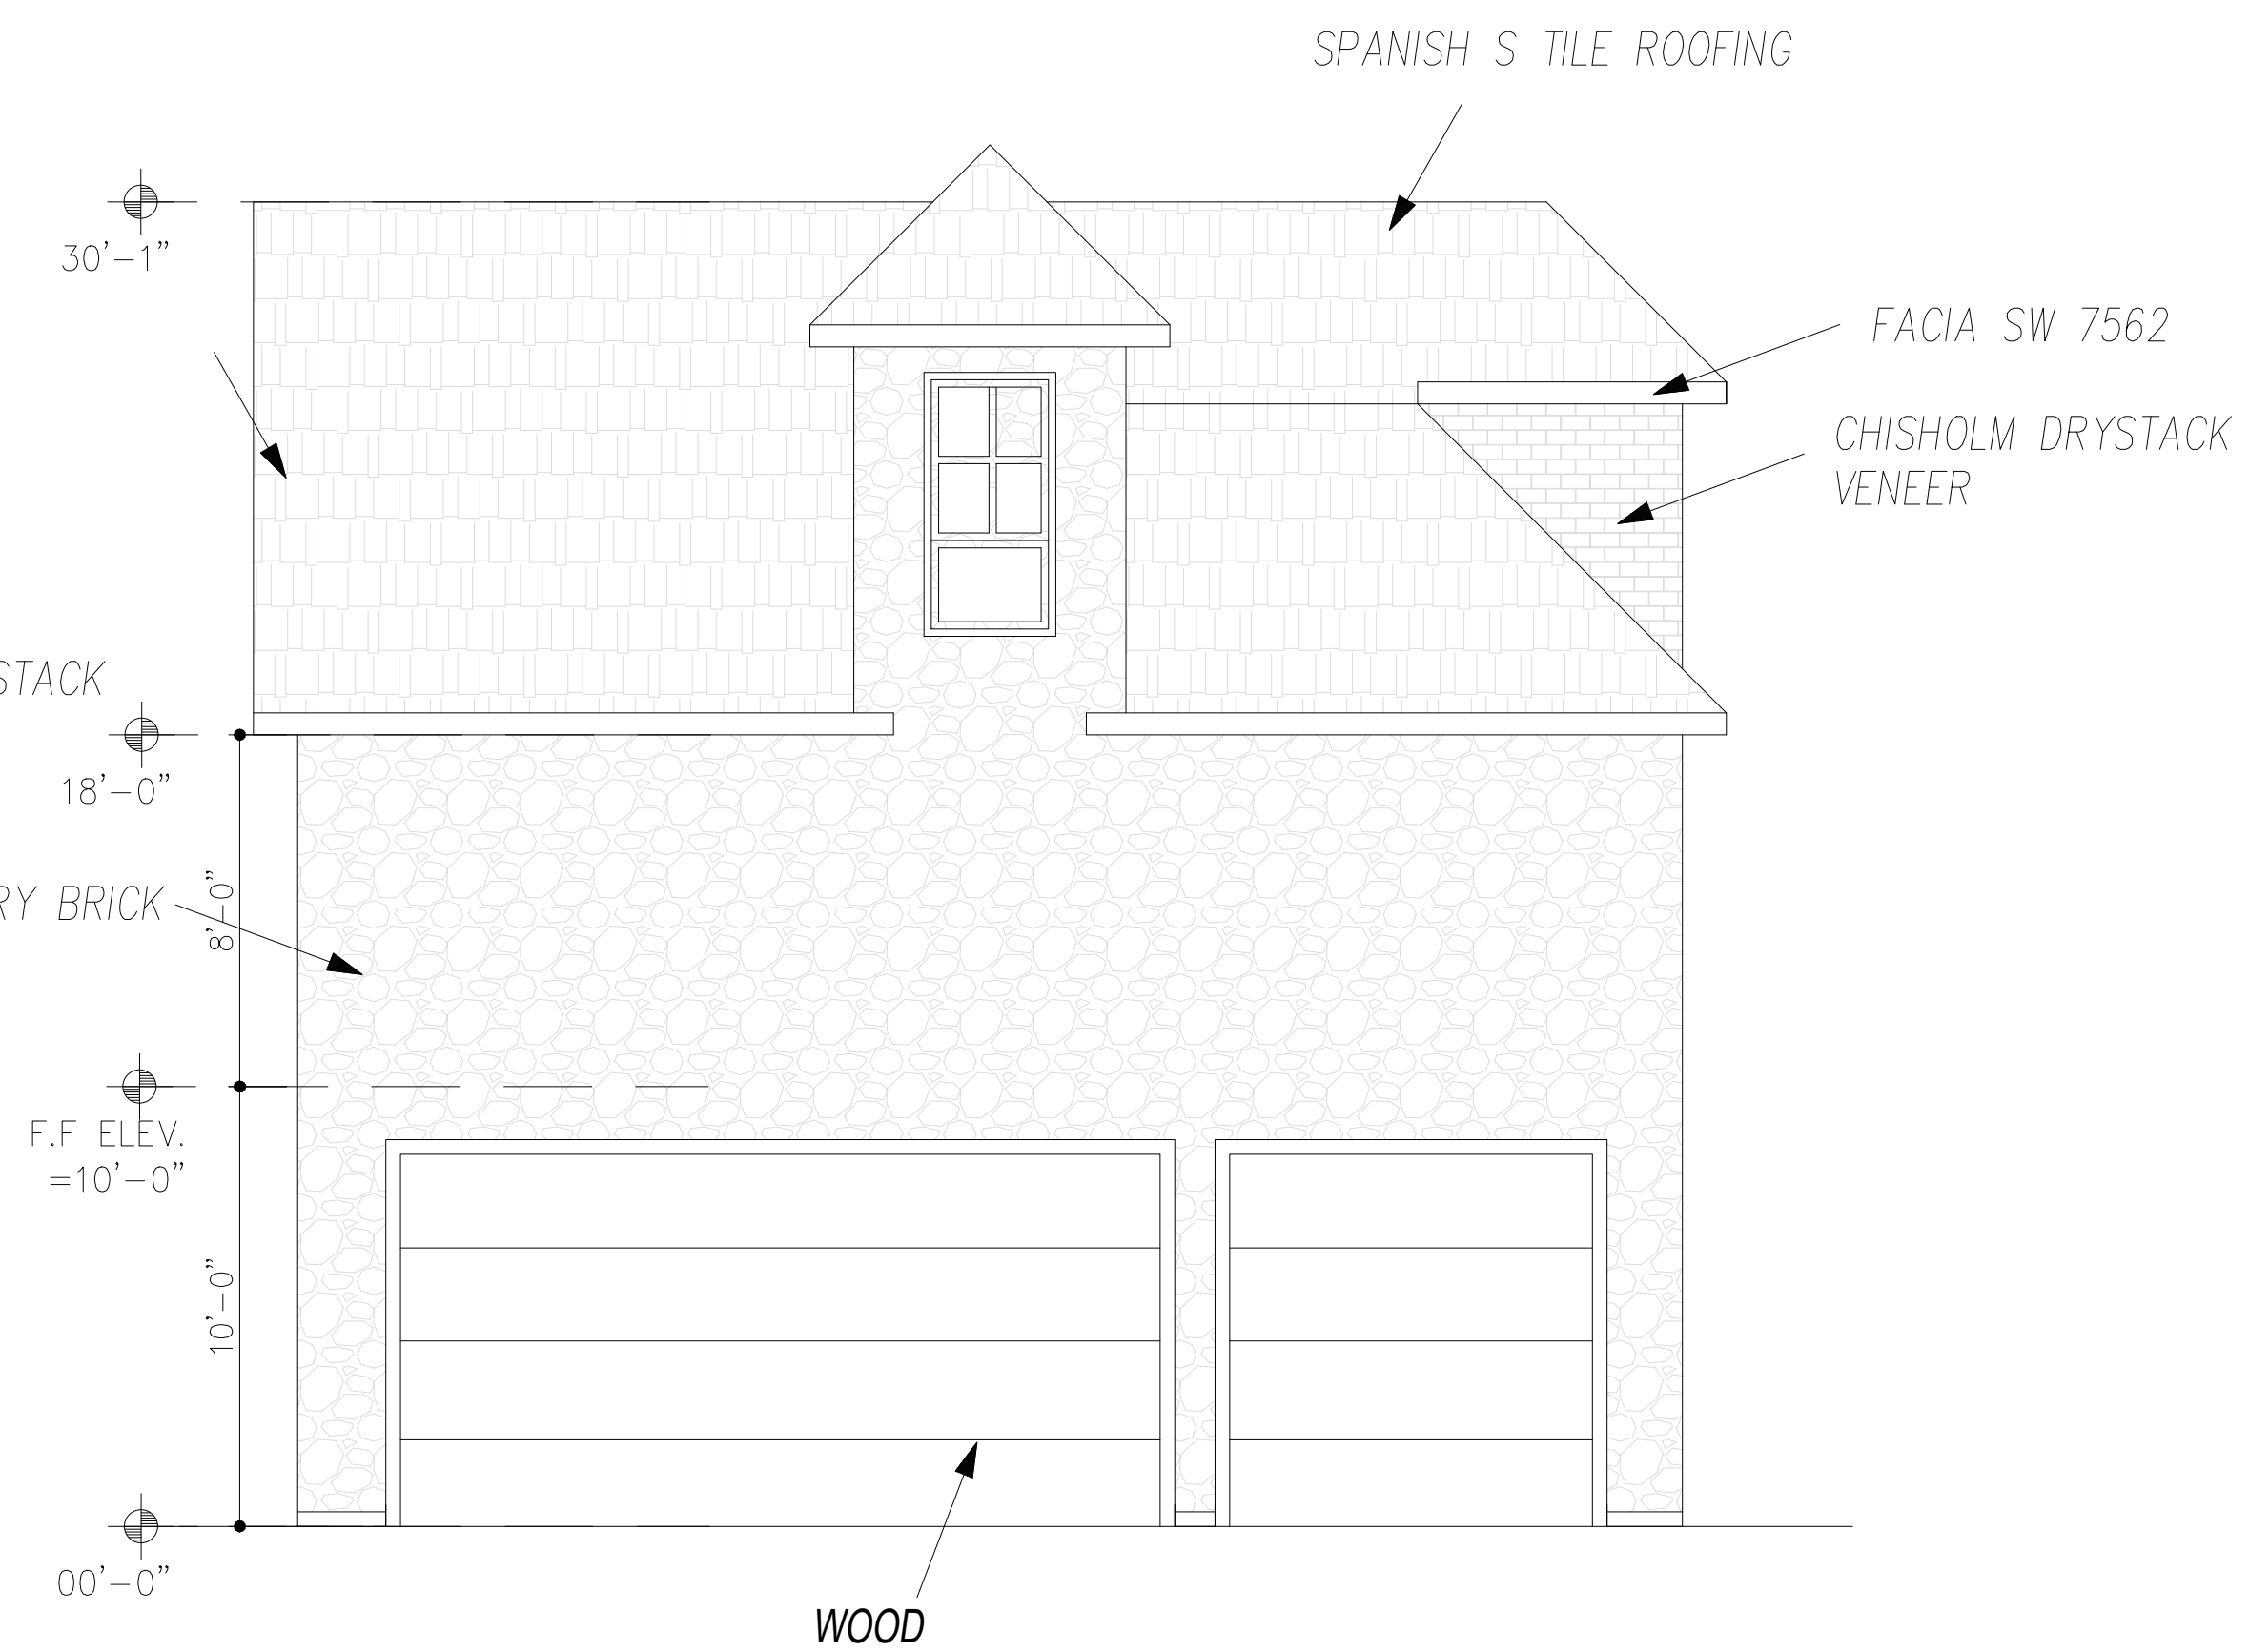 SPANISH S TILE ROOFING
30'-1"
FACIA SW 7562
CHISHOLM DRYSTACK
VENEER
STACK
18'-0"
8'-0"
RY BRICK
F.F ELEV.
=10'-0"
10'-0"
00'-0"
WOOD